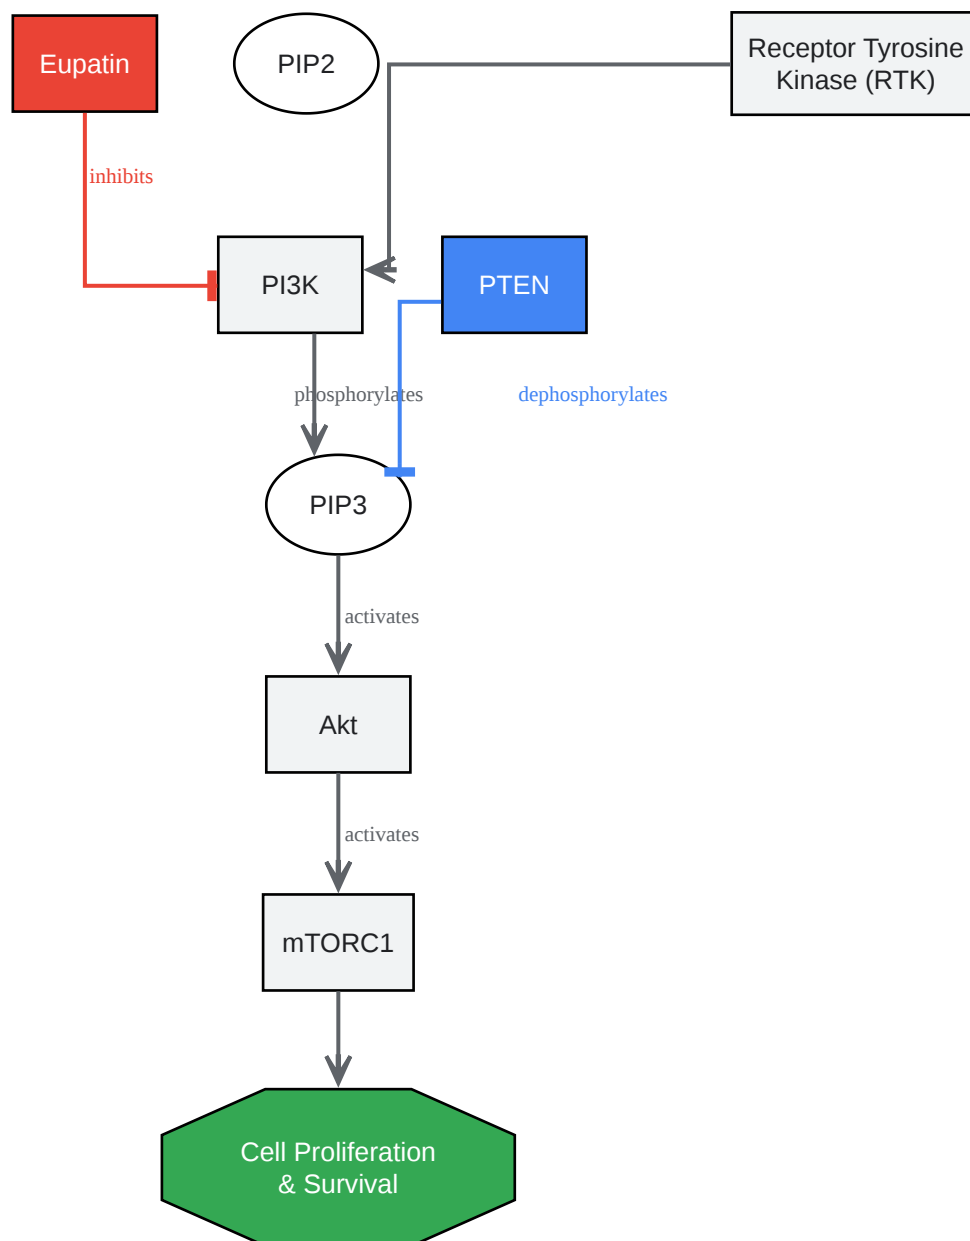 Eupatin
PIP2
Receptor Tyrosine
Kinase (RTK)
inhibits
PI3K
PTEN
phosphorylates
dephosphorylates
PIP3
activates
Akt
activates
mTORC1
Cell Proliferation
& Survival